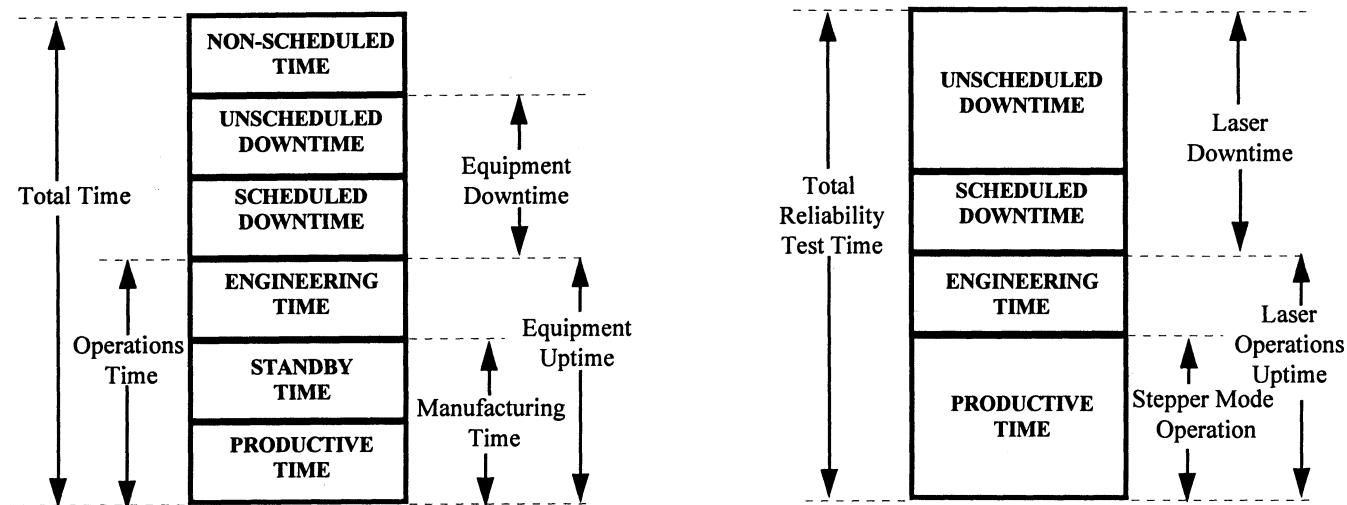 NON-SCHEDULED
TIME
UNSCHEDULED
DOWNTIME
SCHEDULED
DOWNTIME
ENGINEERING
TIME
STANDBY
TIME
PRODUCTIVE
TIME
Total Time
Operations
Time
Equipment
Downtime
Equipment
Uptime
Manufacturing
Time
UNSCHEDULED
DOWNTIME
SCHEDULED
DOWNTIME
ENGINEERING
TIME
PRODUCTIVE
TIME
Total
Reliability
Test Time
Laser
Downtime
Laser
Operations
Uptime
Stepper Mode
Operation